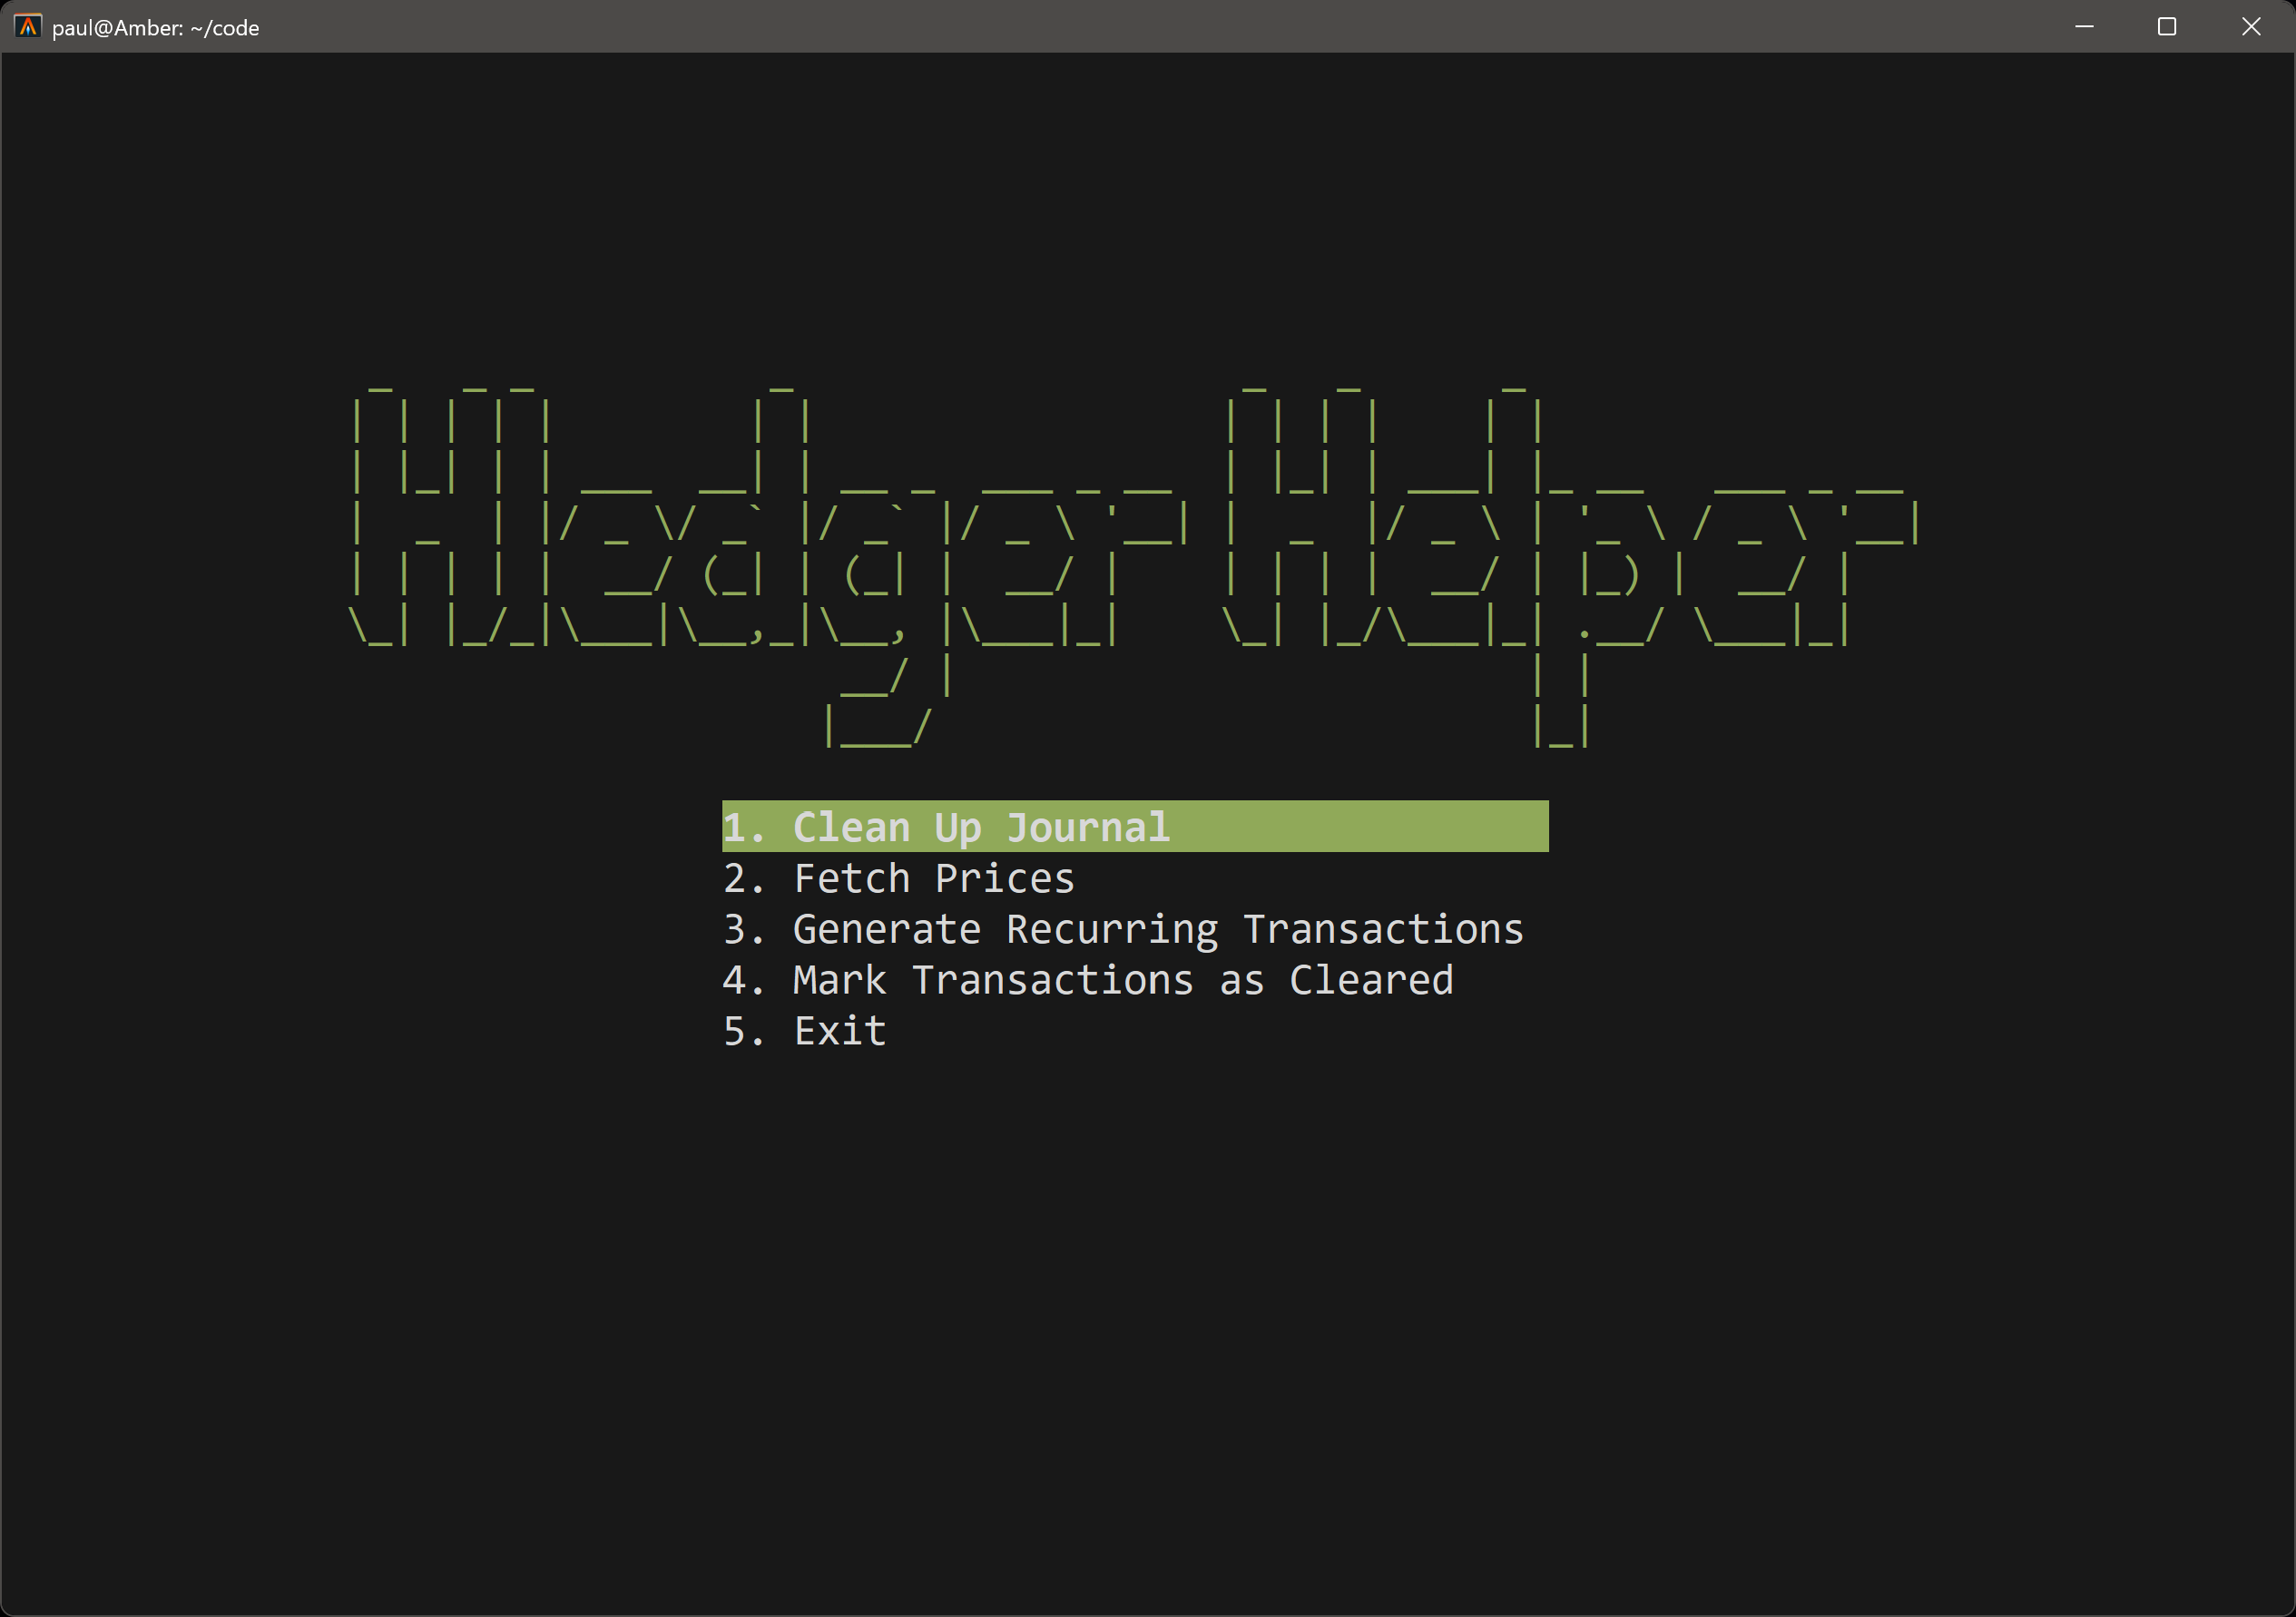 paul@Amber: ~/code
Hledger Helper
1. Clean Up Journal
2. Fetch Prices
3. Generate Recurring Transactions
4. Mark Transactions as Cleared
5. Exit